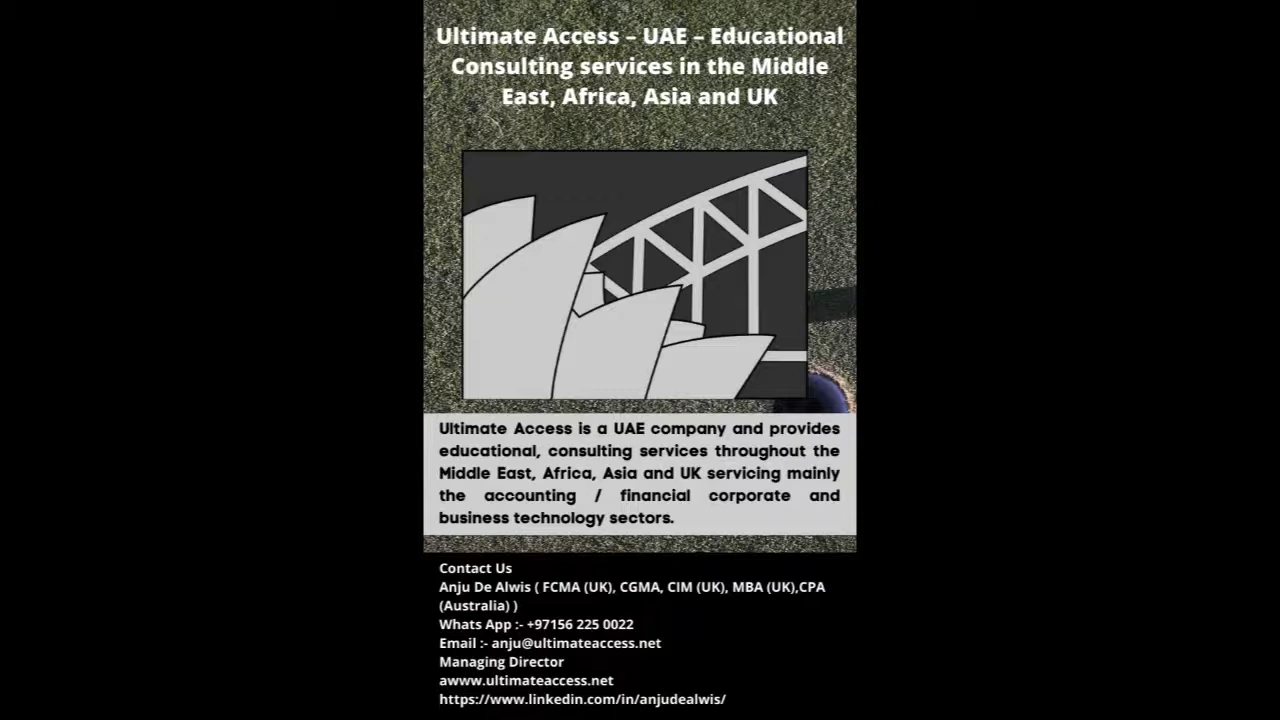 Ultimate Access – UAE – Educational
Consulting services in the Middle
East, Africa, Asia and UK
Ultimate Access is a UAE company and provides
educational, consulting services throughout the
Middle East, Africa, Asia and UK servicing mainly
the accounting / financial corporate and
business technology sectors.
Contact Us
Anju De Alwis ( FCMA (UK), CGMA, CIM (UK), MBA (UK),CPA
(Australia) )
Whats App :- +97156 225 0022
Email :- anju@ultimateaccess.net
Managing Director
awww.ultimateaccess.net
https://www.linkedin.com/in/anjudealwis/